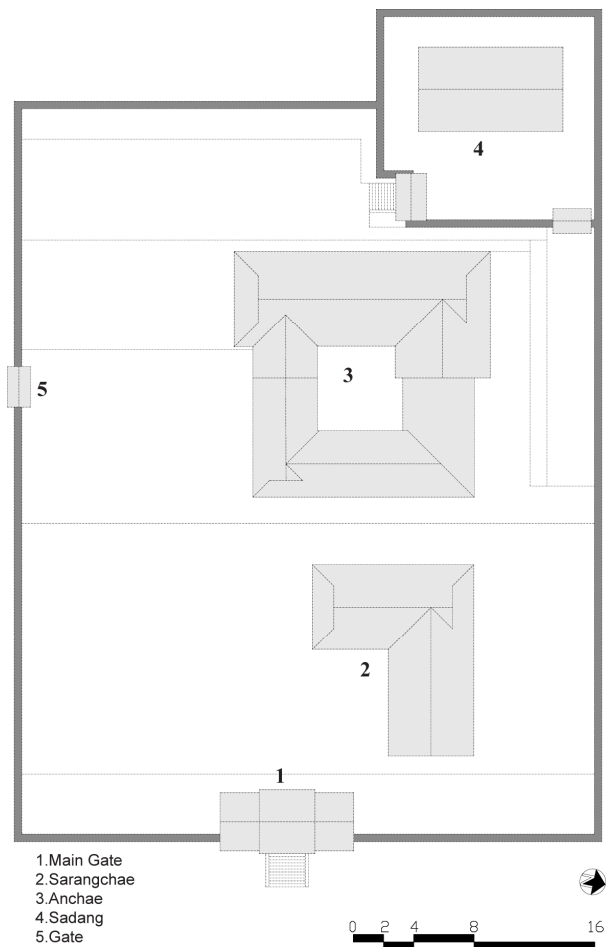 4
3
5
2
1
1.Main Gate
2.Sarangchae
3.Anchae
4.Sadang
5.Gate
0 2 4 8 16